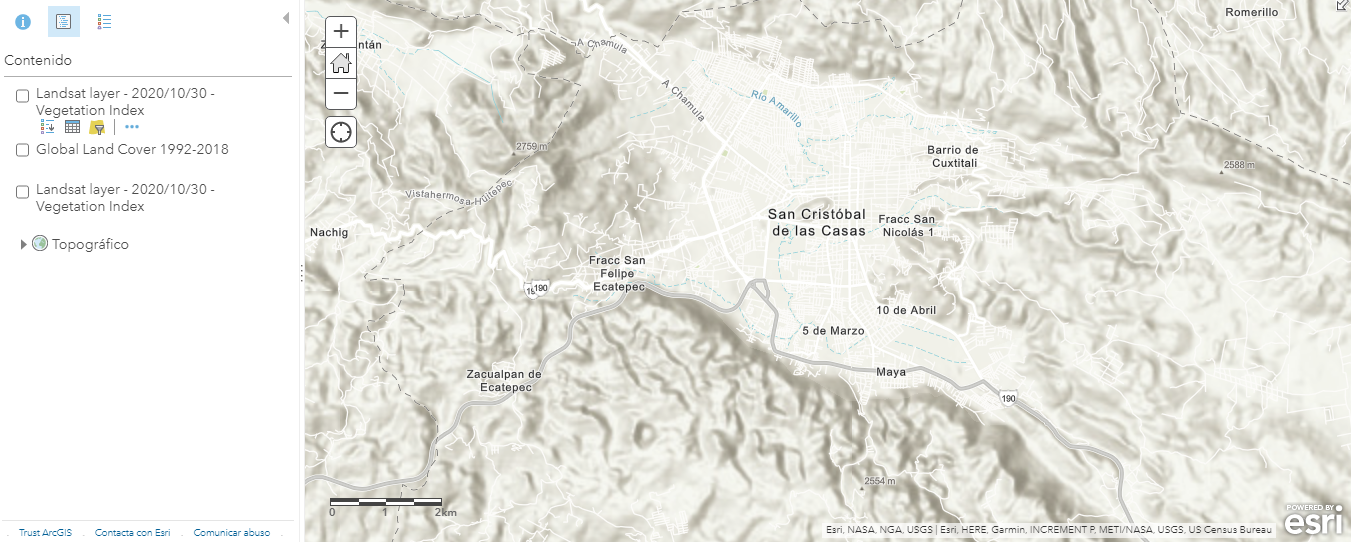 Contenido
Landsat layer - 2020/10/30 -
Vegetation Index
Global Land Cover 1992-2018
Landsat layer - 2020/10/30 -
Vegetation Index
Topográfico
Trust ArcGIS
Contacta con Esri
Comunicar abuso
Romerillo
A Chamula
A Chamula
Río Amarillo
2759 m
Barrio de
Cuxtitali
2588 m
Vistahermosa Huitepec
San Cristóbal
de las Casas
Fracc San
Nicolás 1
Nachig
Fracc San
Felipe
Ecatepec
190
10 de Abril
5 de Marzo
Maya
Zacualpan de
Ecatepec
190
2554 m
0 1 2km
Esri, NASA, NGA, USGS | Esri, HERE, Garmin, INCREMENT P, METI/NASA, USGS, US Census Bureau
POWERED BY
esri